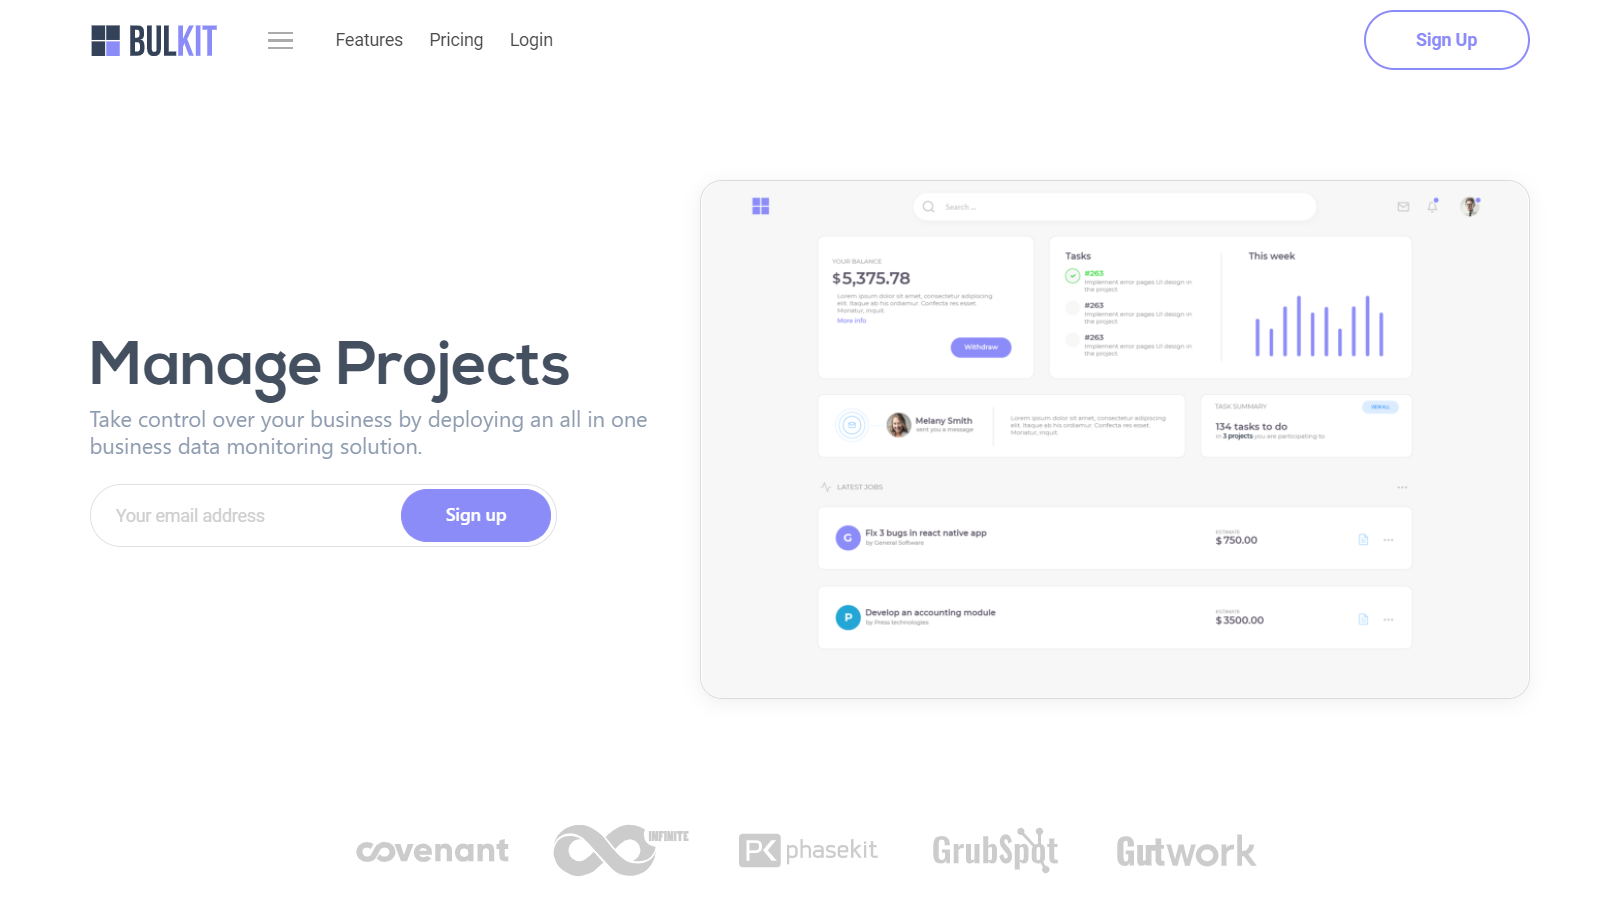 BULKIT
Features
Pricing
Login
Sign Up
Manage Projects
Take control over your business by deploying an all in one
business data monitoring solution.
Your email address
Sign up
Search ...
YOUR BALANCE
$5,375.78
Lorem ipsum dolor sit amet, consectetur adipiscing
elit. Itaque ab his ordiamur. Confecta res esset.
Moriatur, inquit.
More info
Withdraw
Tasks
#263
Implement error pages UI design in
the project
#263
Implement error pages UI design in
the project
#263
Implement error pages UI design in
the project
This week
Melany Smith
sent you a message
Lorem ipsum dolor sit amet, consectetur adipiscing
elit. Itaque ab his ordiamur. Confecta res esset.
Moriatur, inquit.
TASK SUMMARY
SEE ALL
134 tasks to do
in 3 projects you are participating to
LATEST JOBS
G
Fix 3 bugs in react native app
by General Software
ESTIMATE
$750.00
P
Develop an accounting module
by Press technologies
ESTIMATE
$3500.00
covenant
INFINITE
PK phasekit
GrubSpot
Gutwork